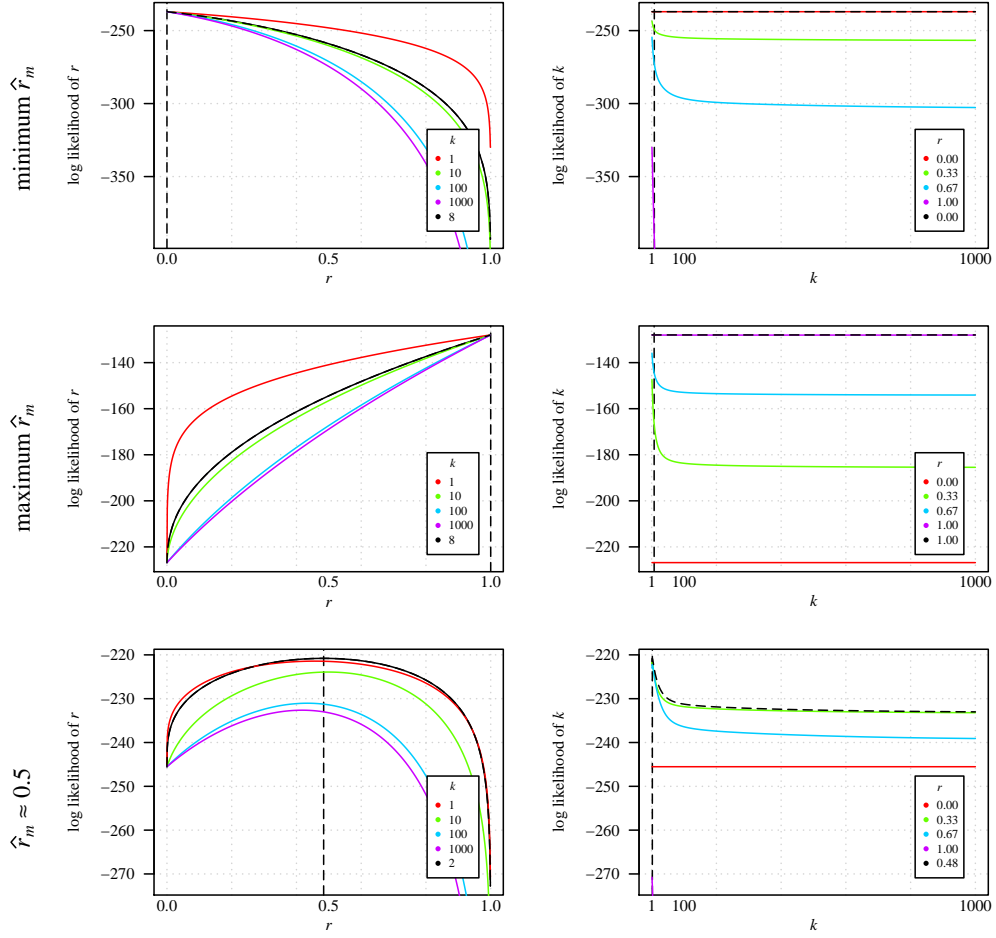 minimum r̂m
log likelihood of r
−250
−300
−350
k
1
10
100
1000
8
0.0 0.5 1.0
r
log likelihood of k
−250
−300
−350
r
0.00
0.33
0.67
1.00
0.00
1 100 1000
k
maximum r̂m
log likelihood of r
−140
−160
−180
−200
−220
k
1
10
100
1000
8
0.0 0.5 1.0
r
log likelihood of k
−140
−160
−180
−200
−220
r
0.00
0.33
0.67
1.00
1.00
1 100 1000
k
r̂m ≈ 0.5
log likelihood of r
−220
−230
−240
−250
−260
−270
k
1
10
100
1000
2
0.0 0.5 1.0
r
log likelihood of k
−220
−230
−240
−250
−260
−270
r
0.00
0.33
0.67
1.00
0.48
1 100 1000
k